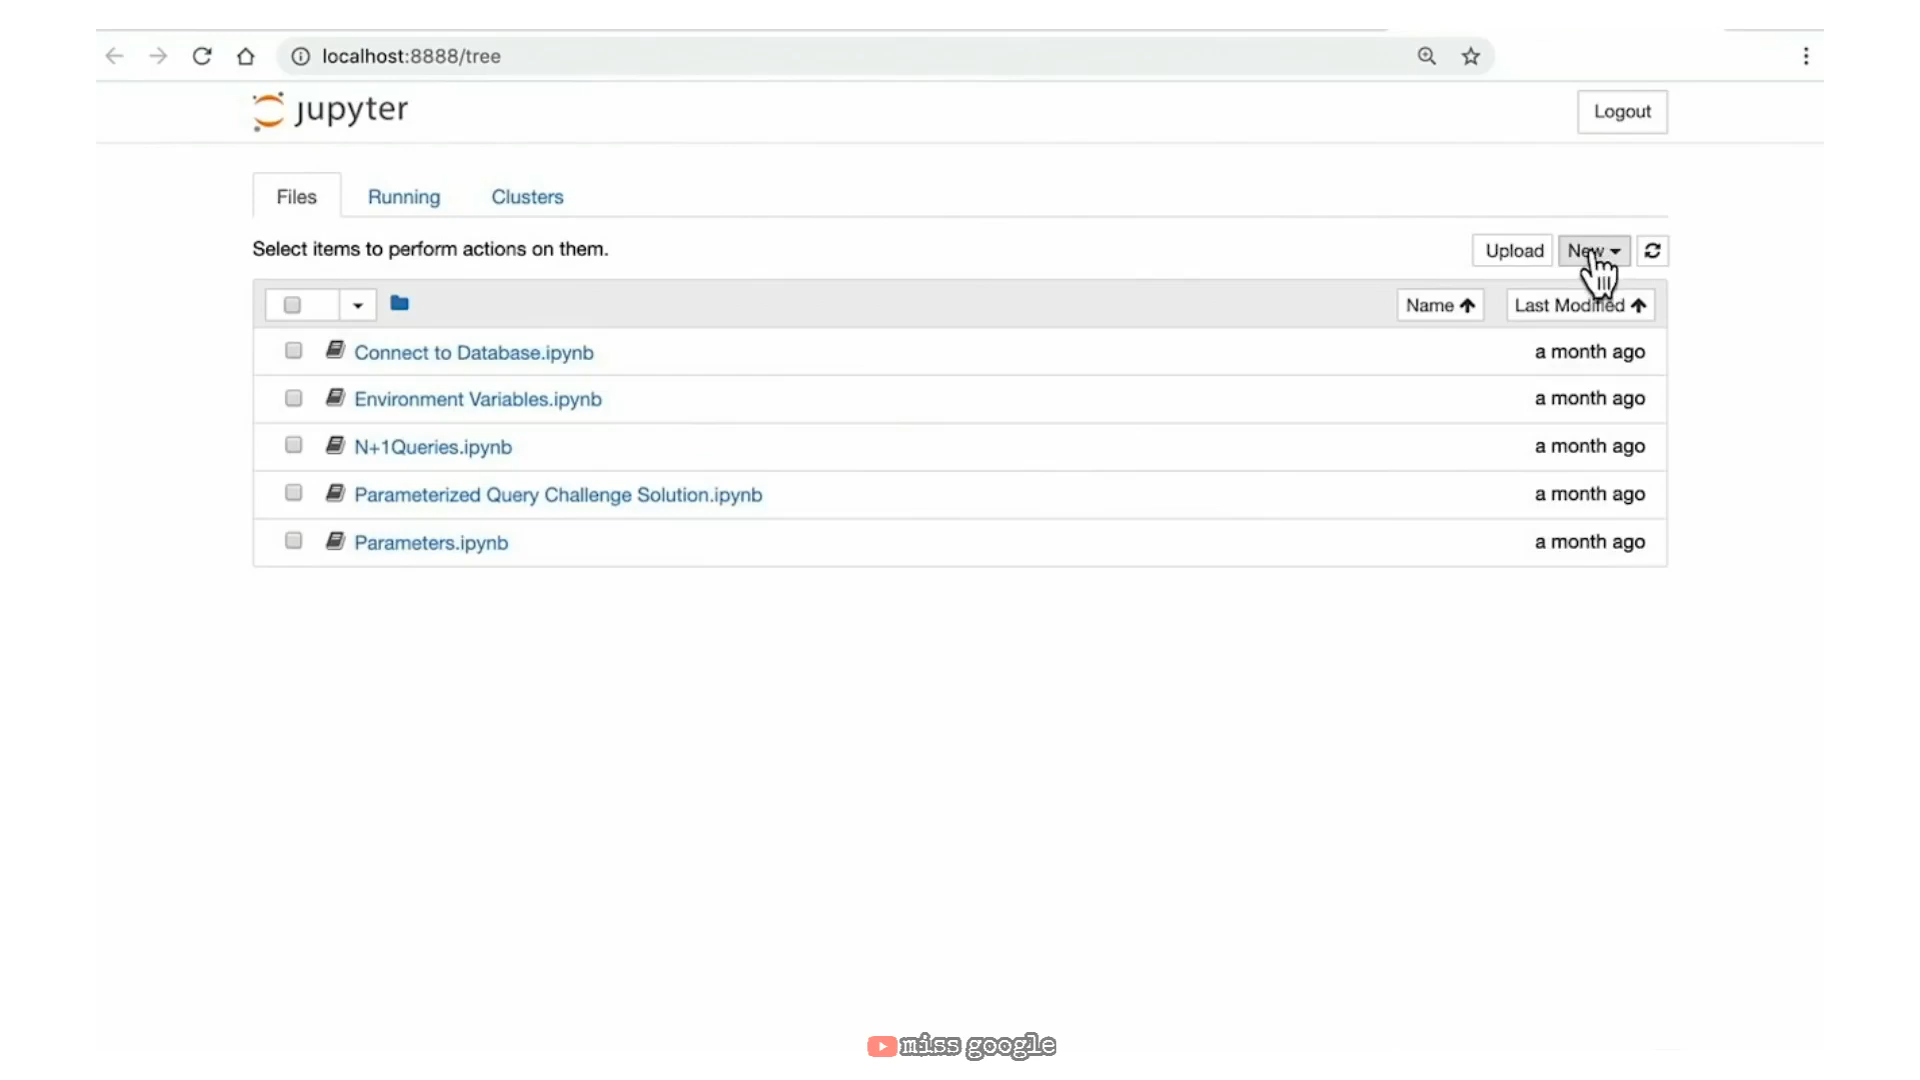 localhost:8888/tree
jupyter
Logout
Files Running Clusters
Select items to perform actions on them.
Upload New
Name Last Modified
Connect to Database.ipynb a month ago
Environment Variables.ipynb a month ago
N+1Queries.ipynb a month ago
Parameterized Query Challenge Solution.ipynb a month ago
Parameters.ipynb a month ago
miss google